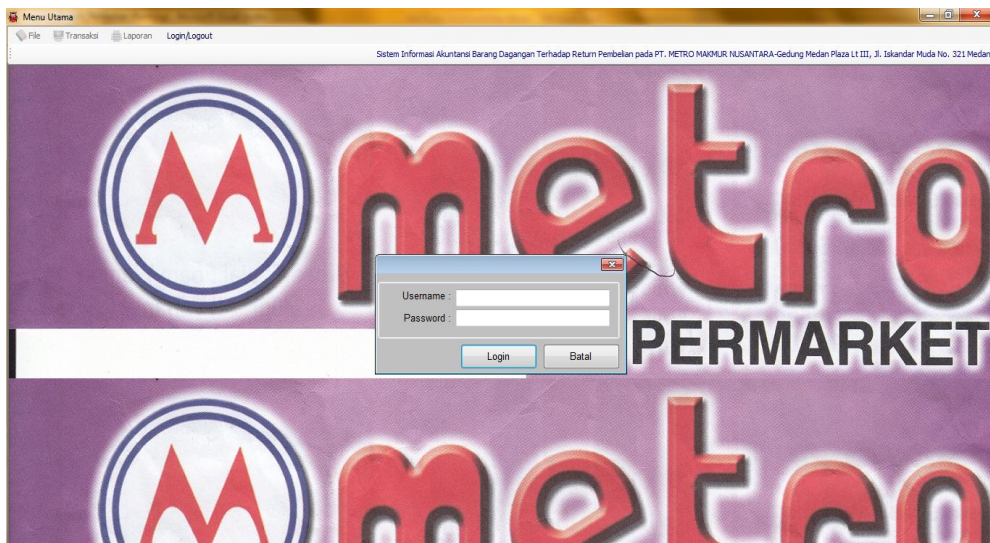 Menu Utama
File Transaksi Laporan Login/Logout
Sistem Informasi Akuntansi Barang Dagangan Terhadap Return Pembelian pada PT. METRO MAKMUR NUSANTARA-Gedung Medan Plaza Lt III, Jl. Iskandar Muda No. 321 Medan
M metro
PERMARKET
Username :
Password :
Login Batal
M metro